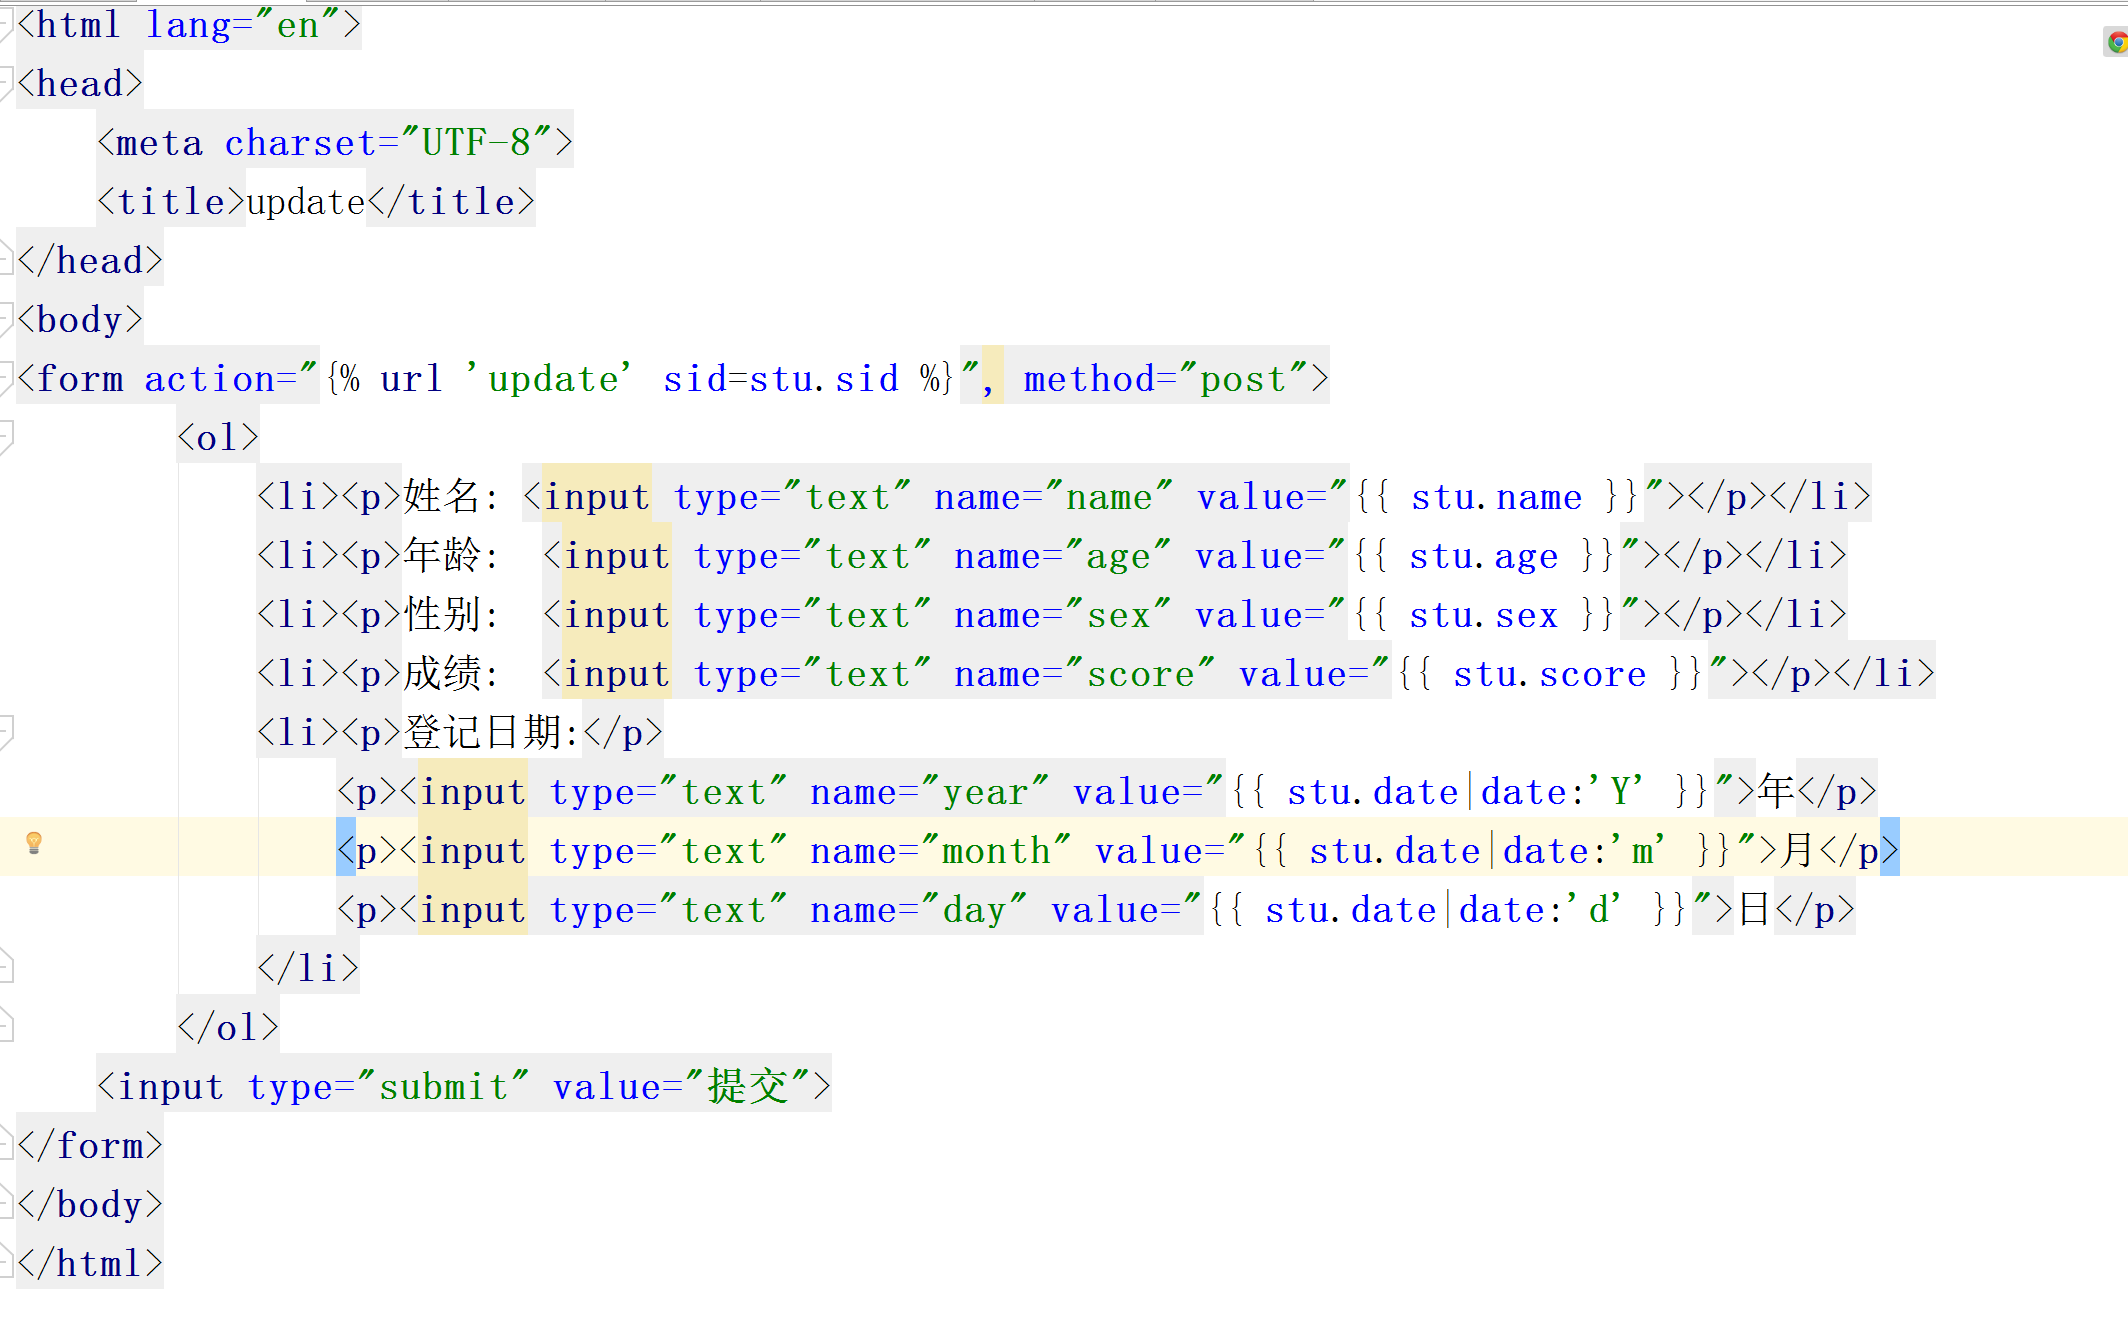 <html lang="en">
<head>
    <meta charset="UTF-8">
    <title>update</title>
</head>
<body>
<form action="{% url 'update' sid=stu.sid %}", method="post">
        <ol>
            <li><p>姓名: <input type="text" name="name" value="{{ stu.name }}"></p></li>
            <li><p>年龄:  <input type="text" name="age" value="{{ stu.age }}"></p></li>
            <li><p>性别:  <input type="text" name="sex" value="{{ stu.sex }}"></p></li>
            <li><p>成绩:  <input type="text" name="score" value="{{ stu.score }}"></p></li>
            <li><p>登记日期:</p>
                <p><input type="text" name="year" value="{{ stu.date|date:'Y' }}">年</p>
                <p><input type="text" name="month" value="{{ stu.date|date:'m' }}">月</p>
                <p><input type="text" name="day" value="{{ stu.date|date:'d' }}">日</p>
            </li>
        </ol>
    <input type="submit" value="提交">
</form>
</body>
</html>